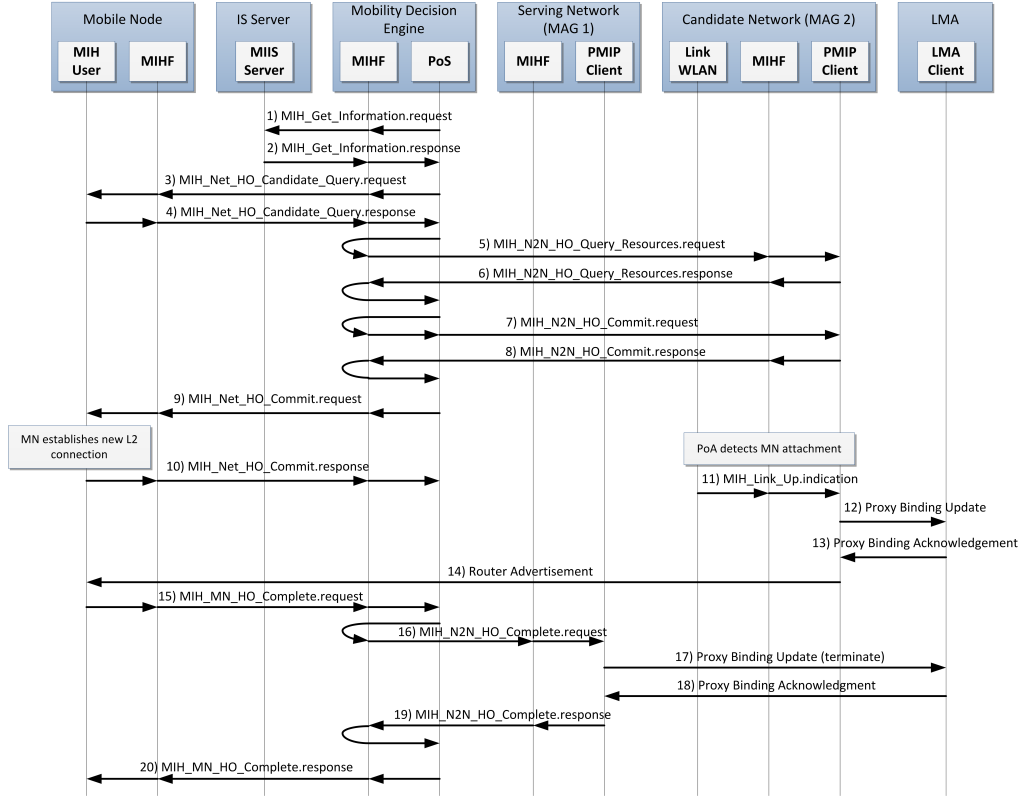 Mobile Node
IS Server
Mobility Decision
Engine
Serving Network
(MAG 1)
Candidate Network (MAG 2)
LMA
MIH
User
MIHF
MIIS
Server
MIHF
PoS
MIHF
PMIP
Client
Link
WLAN
MIHF
PMIP
Client
LMA
Client
1) MIH_Get_Information.request
2) MIH_Get_Information.response
3) MIH_Net_HO_Candidate_Query.request
4) MIH_Net_HO_Candidate_Query.response
5) MIH_N2N_HO_Query_Resources.request
6) MIH_N2N_HO_Query_Resources.response
7) MIH_N2N_HO_Commit.request
8) MIH_N2N_HO_Commit.response
9) MIH_Net_HO_Commit.request
MN establishes new L2
connection
PoA detects MN attachment
10) MIH_Net_HO_Commit.response
11) MIH_Link_Up.indication
12) Proxy Binding Update
13) Proxy Binding Acknowledgement
14) Router Advertisement
15) MIH_MN_HO_Complete.request
16) MIH_N2N_HO_Complete.request
17) Proxy Binding Update (terminate)
18) Proxy Binding Acknowledgment
19) MIH_N2N_HO_Complete.response
20) MIH_MN_HO_Complete.response